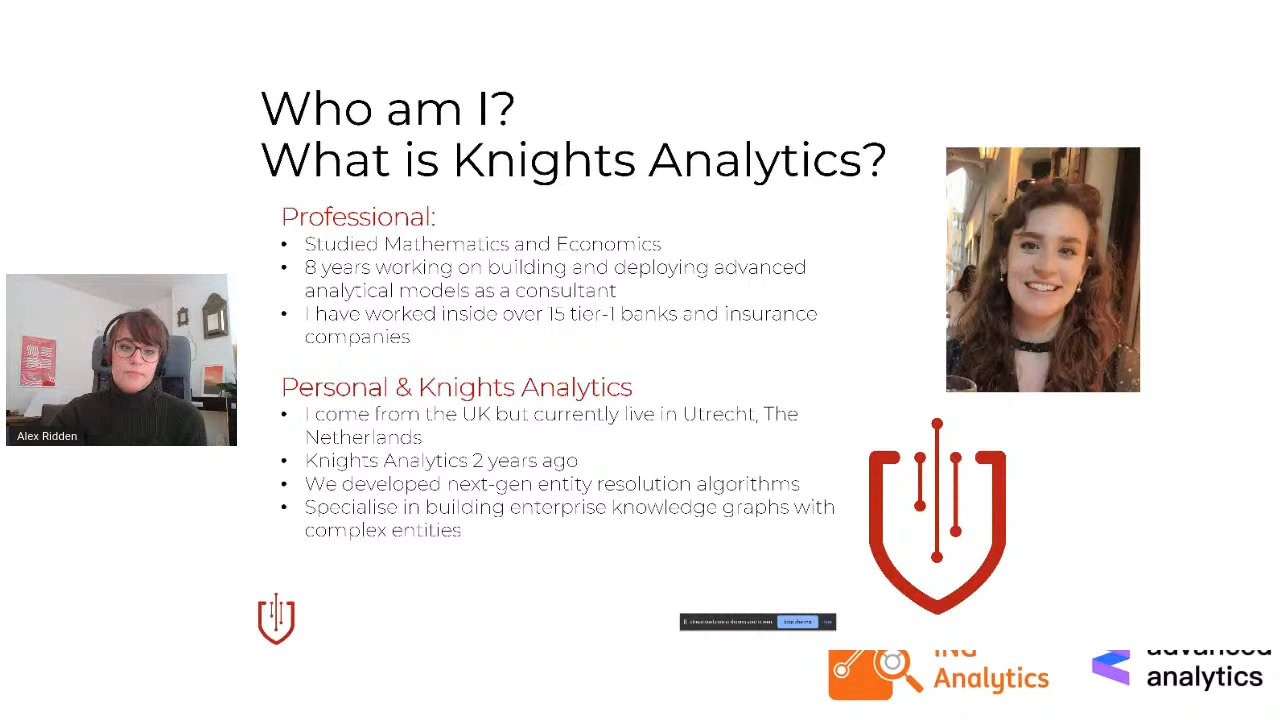 Who am I?
What is Knights Analytics?
Professional:
• Studied Mathematics and Economics
• 8 years working on building and deploying advanced
analytical models as a consultant
• I have worked inside over 15 tier-1 banks and insurance
companies
Personal & Knights Analytics
• I come from the UK but currently live in Utrecht, The
Netherlands
• Knights Analytics 2 years ago
• We developed next-gen entity resolution algorithms
• Specialise in building enterprise knowledge graphs with
complex entities
Alex Ridden
ING
Analytics
advanced
analytics